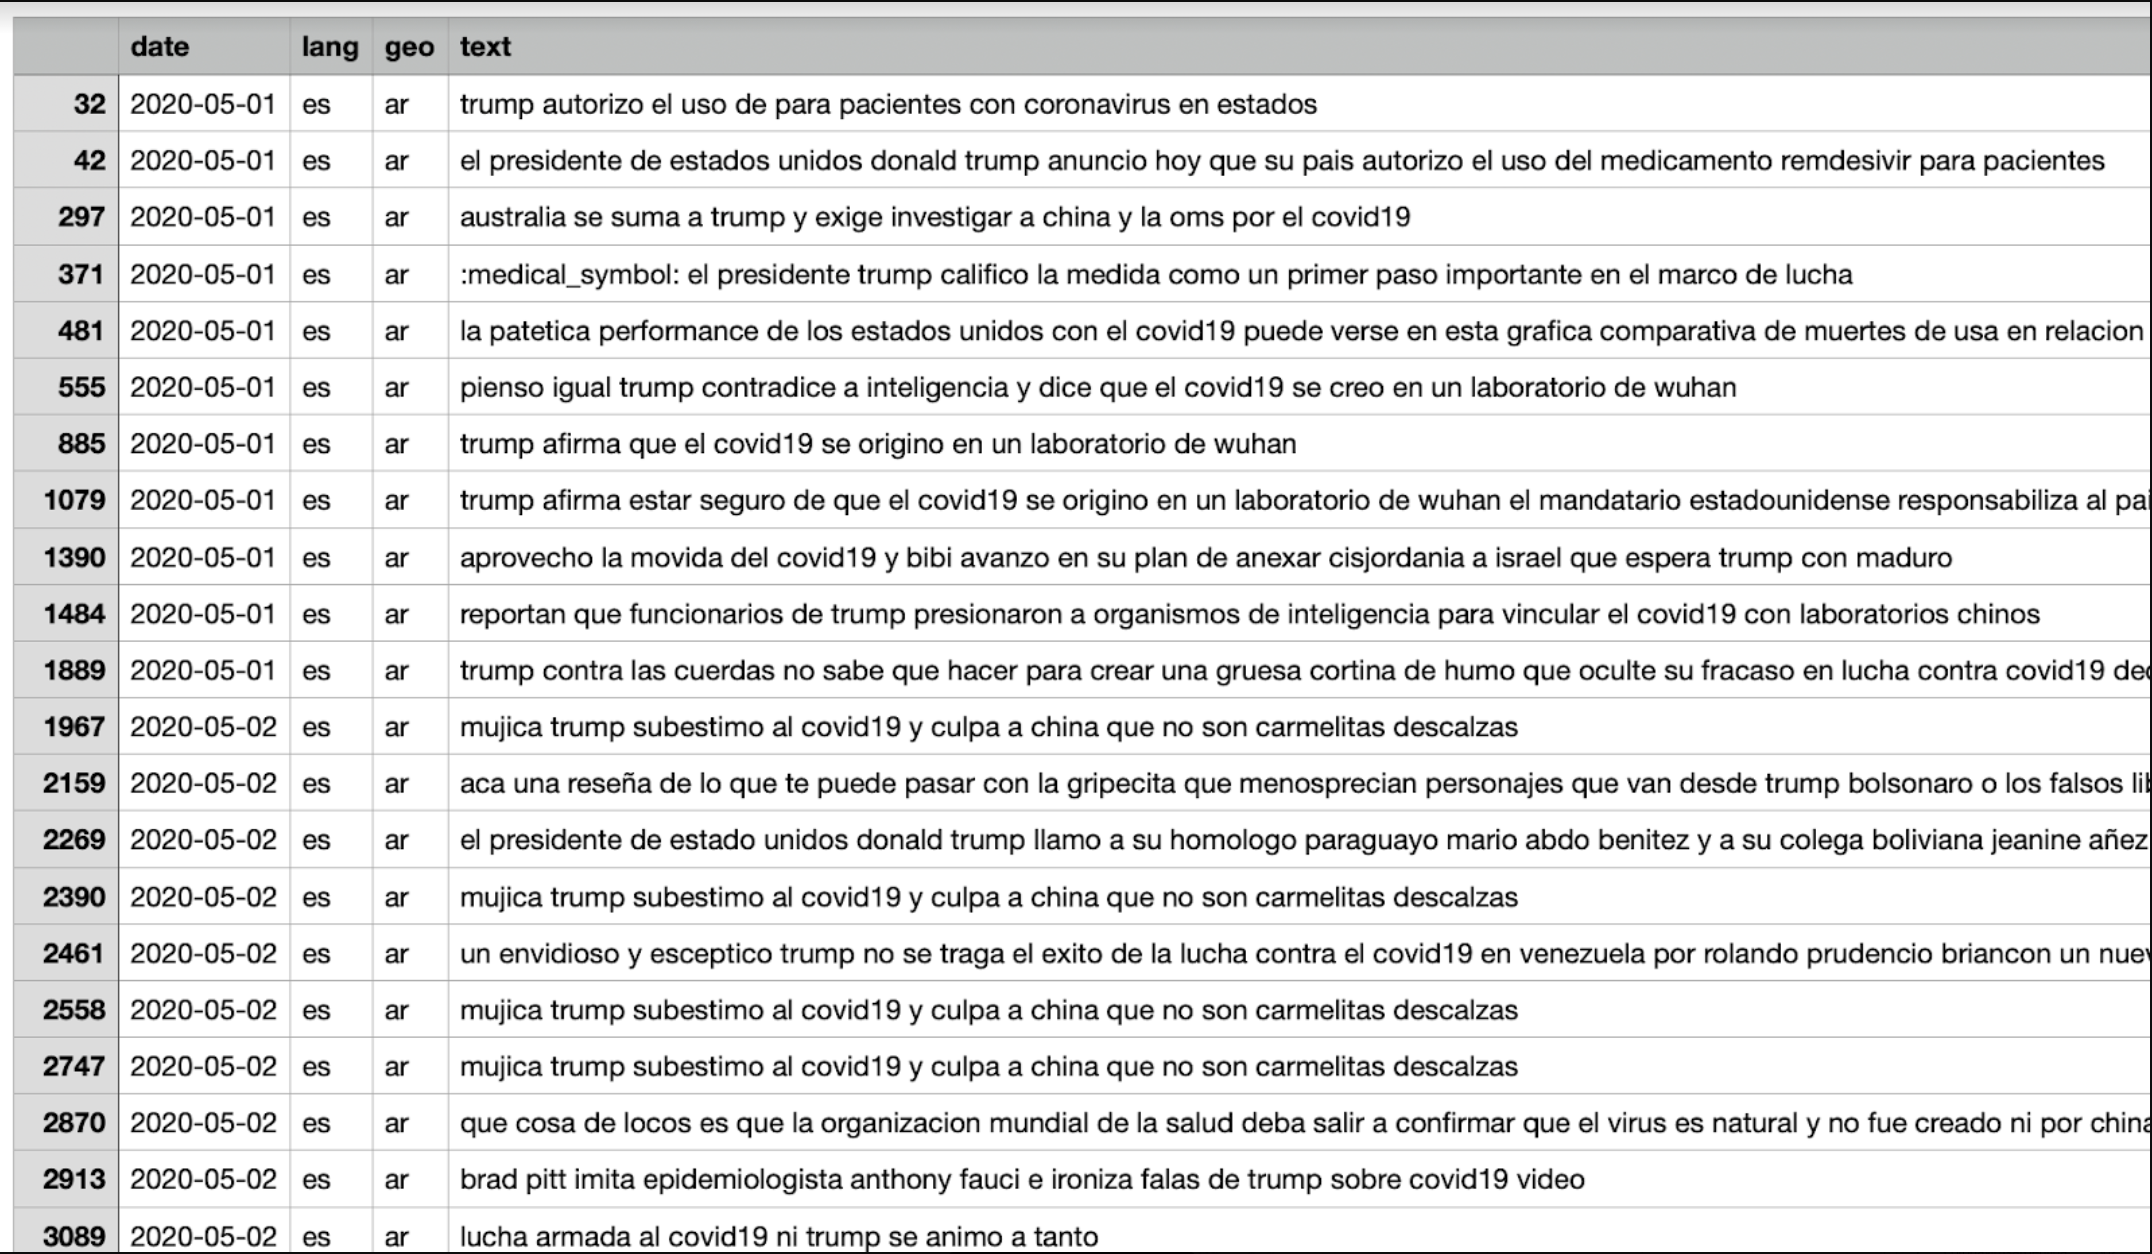 date lang geo text
32 2020-05-01 es ar trump autorizo el uso de para pacientes con coronavirus en estados
42 2020-05-01 es ar el presidente de estados unidos donald trump anuncio hoy que su pais autorizo el uso del medicamento remdesivir para pacientes
297 2020-05-01 es ar australia se suma a trump y exige investigar a china y la oms por el covid19
371 2020-05-01 es ar :medical_symbol: el presidente trump califico la medida como un primer paso importante en el marco de lucha
481 2020-05-01 es ar la patetica performance de los estados unidos con el covid19 puede verse en esta grafica comparativa de muertes de usa en relacion
555 2020-05-01 es ar pienso igual trump contradice a inteligencia y dice que el covid19 se creo en un laboratorio de wuhan
885 2020-05-01 es ar trump afirma que el covid19 se origino en un laboratorio de wuhan
1079 2020-05-01 es ar trump afirma estar seguro de que el covid19 se origino en un laboratorio de wuhan el mandatario estadounidense responsabiliza al
1390 2020-05-01 es ar aprovecho la movida del covid19 y bibi avanzo en su plan de anexar cisjordania a israel que espera trump con maduro
1484 2020-05-01 es ar reportan que funcionarios de trump presionaron a organismos de inteligencia para vincular el covid19 con laboratorios chinos
1889 2020-05-01 es ar trump contra las cuerdas no sabe que hacer para crear una gruesa cortina de humo que oculte su fracaso en lucha contra covid19
1967 2020-05-02 es ar mujica trump subestimo al covid19 y culpa a china que no son carmelitas descalzas
2159 2020-05-02 es ar aca una reseña de lo que te puede pasar con la gripecita que menosprecian personajes que van desde trump bolsonaro o los falsos
2269 2020-05-02 es ar el presidente de estado unidos donald trump llamo a su homologo paraguayo mario abdo benitez y a su colega boliviana jeanine añez
2390 2020-05-02 es ar mujica trump subestimo al covid19 y culpa a china que no son carmelitas descalzas
2461 2020-05-02 es ar un envidioso y esceptico trump no se traga el exito de la lucha contra el covid19 en venezuela por rolando prudencio briancon un
2558 2020-05-02 es ar mujica trump subestimo al covid19 y culpa a china que no son carmelitas descalzas
2747 2020-05-02 es ar mujica trump subestimo al covid19 y culpa a china que no son carmelitas descalzas
2870 2020-05-02 es ar que cosa de locos es que la organizacion mundial de la salud deba salir a confirmar que el virus es natural y no fue creado ni por china
2913 2020-05-02 es ar brad pitt imita epidemiologista anthony fauci e ironiza falas de trump sobre covid19 video
3089 2020-05-02 es ar lucha armada al covid19 ni trump se animo a tanto